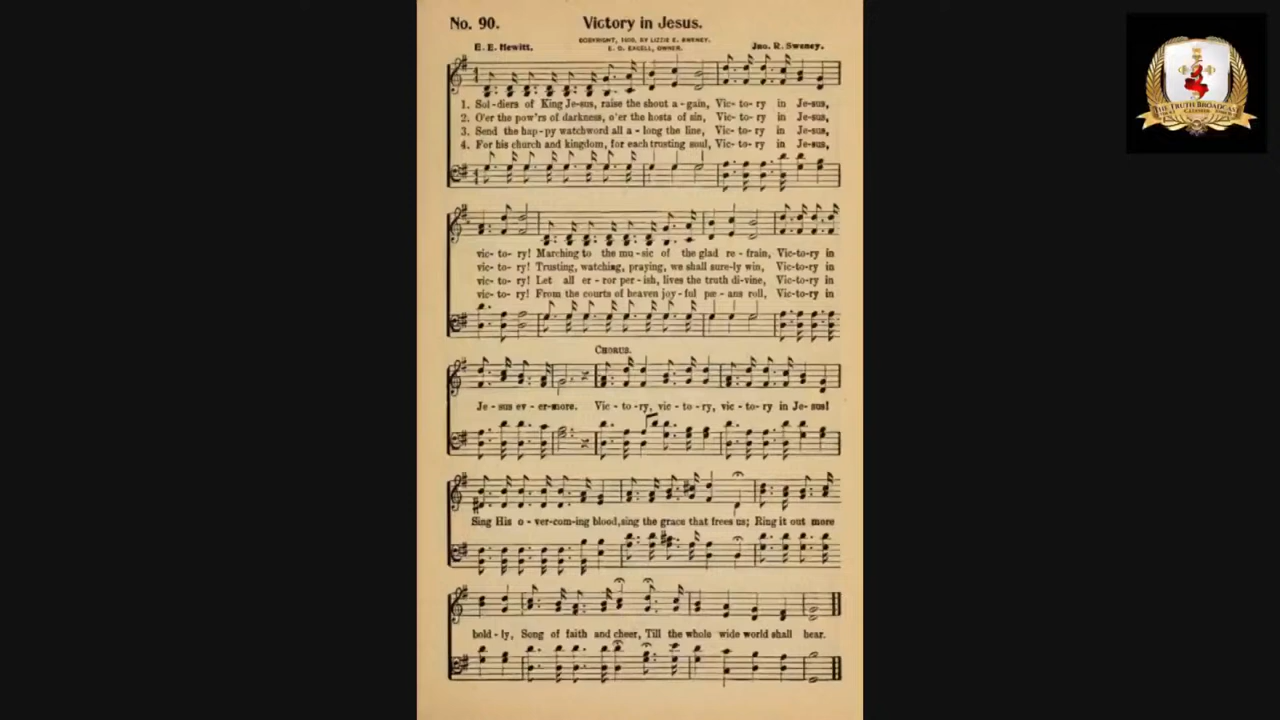 No. 90.
Victory in Jesus.
COPYRIGHT, 1910, BY LIZZIE E. SWENEY.
E. O. EXCELL, OWNER.
E. E. Hewitt.
Jno. R. Sweney.
1. Sol-diers of King Je-sus, raise the shout a-gain, Vic-to-ry in Je-sus,
2. O'er the pow'rs of darkness, o'er the hosts of sin, Vic-to-ry in Je-sus,
3. Send the hap-py watchword all a-long the line, Vic-to-ry in Je-sus,
4. For his church and kingdom, for each trusting soul, Vic-to-ry in Je-sus,
vic-to-ry! Marching to the mu-sic of the glad re-frain, Vic-to-ry in
vic-to-ry! Trusting, watching, praying, we shall sure-ly win, Vic-to-ry in
vic-to-ry! Let all er-ror per-ish, lives the truth di-vine, Vic-to-ry in
vic-to-ry! From the courts of heaven joy-ful pæ-ans roll, Vic-to-ry in
CHORUS.
Je-sus ev-er-more. Vic-to-ry, vic-to-ry, vic-to-ry in Je-sus!
Sing His o-ver-com-ing blood, sing the grace that frees us; Ring it out more
bold-ly, Song of faith and cheer, Till the whole wide world shall hear.
THE TRUTH BROADCAST